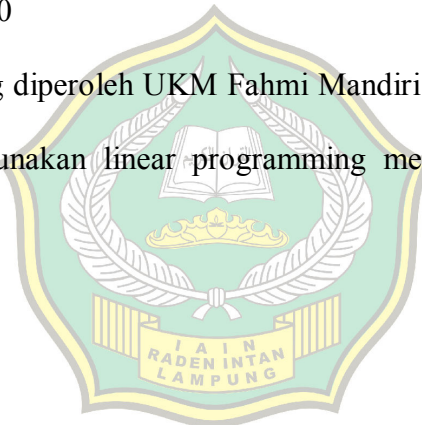 0
g diperoleh UKM Fahmi Mandiri
unakan linear programming me
I A I N
RADEN INTAN
LAMPUNG